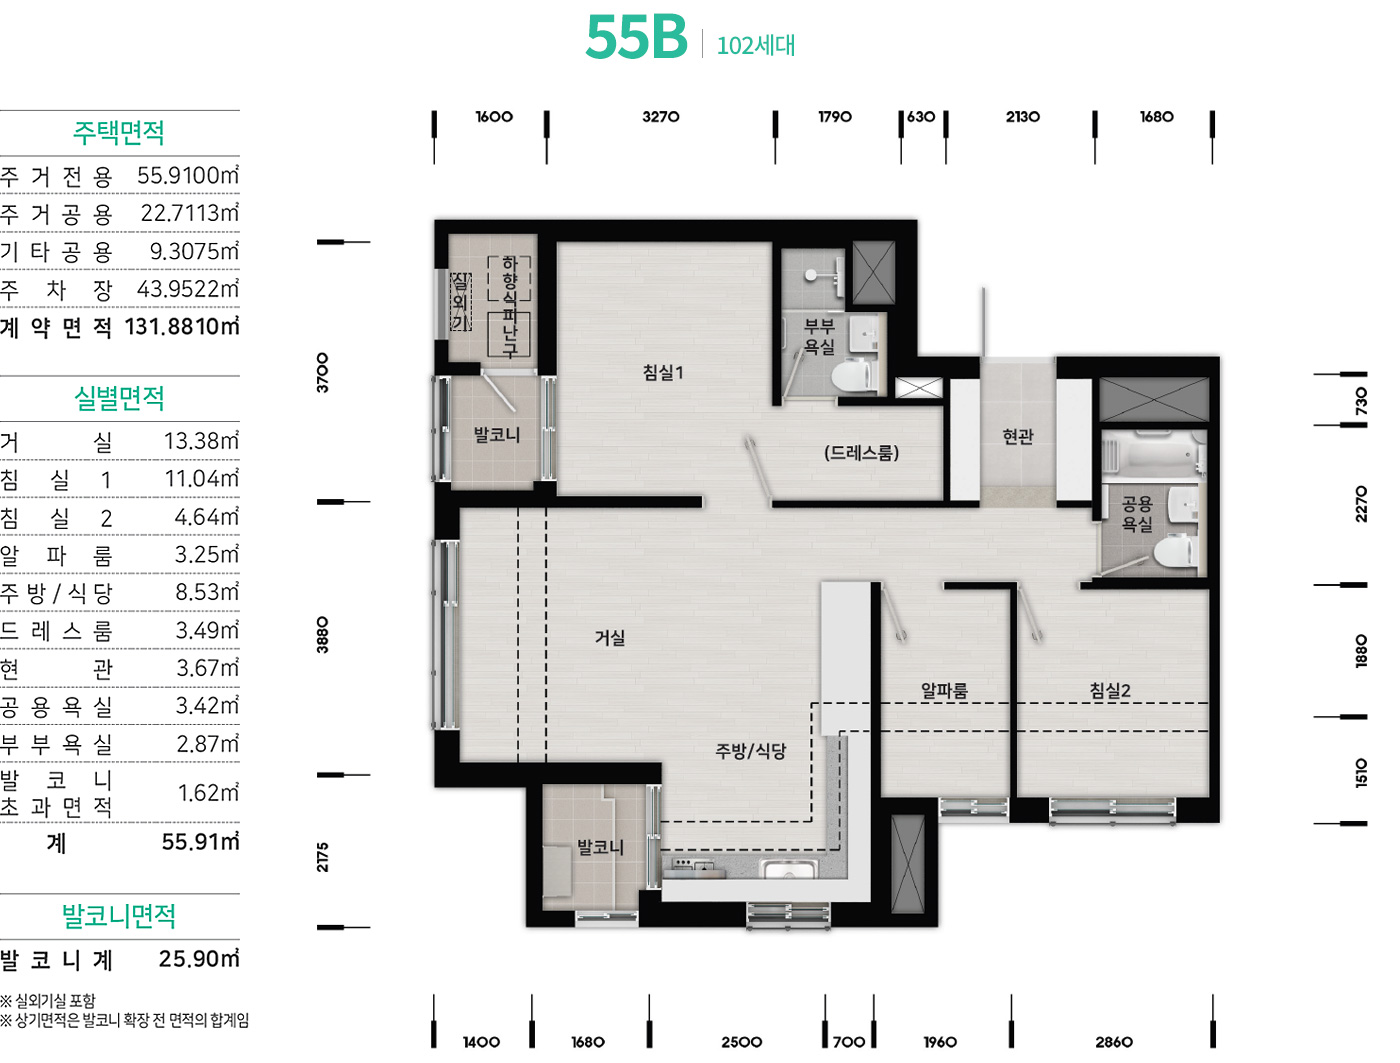 55B 102세대
1600 3270 1790 630 2130 1680
주택면적
주거전용 55.9100㎡
주거공용 22.7113㎡
기타공용 9.3075㎡
주차장 43.9522㎡
계약면적 131.8810㎡
실별면적
거실 13.38㎡
침실1 11.04㎡
침실2 4.64㎡
알파룸 3.25㎡
주방/식당 8.53㎡
드레스룸 3.49㎡
현관 3.67㎡
공용욕실 3.42㎡
부부욕실 2.87㎡
발코니
초과면적 1.62㎡
계 55.91㎡
발코니면적
발코니계 25.90㎡
※ 실외기실 포함
※ 상기면적은 발코니 확장 전 면적의 합계임
3700
3880
2175
실외기
하향식피난구
발코니
침실1
부부
욕실
(드레스룸)
현관
공용
욕실
거실
주방/식당
알파룸
침실2
발코니
730
2270
1880
1510
1400 1680 2500 700 1960 2860